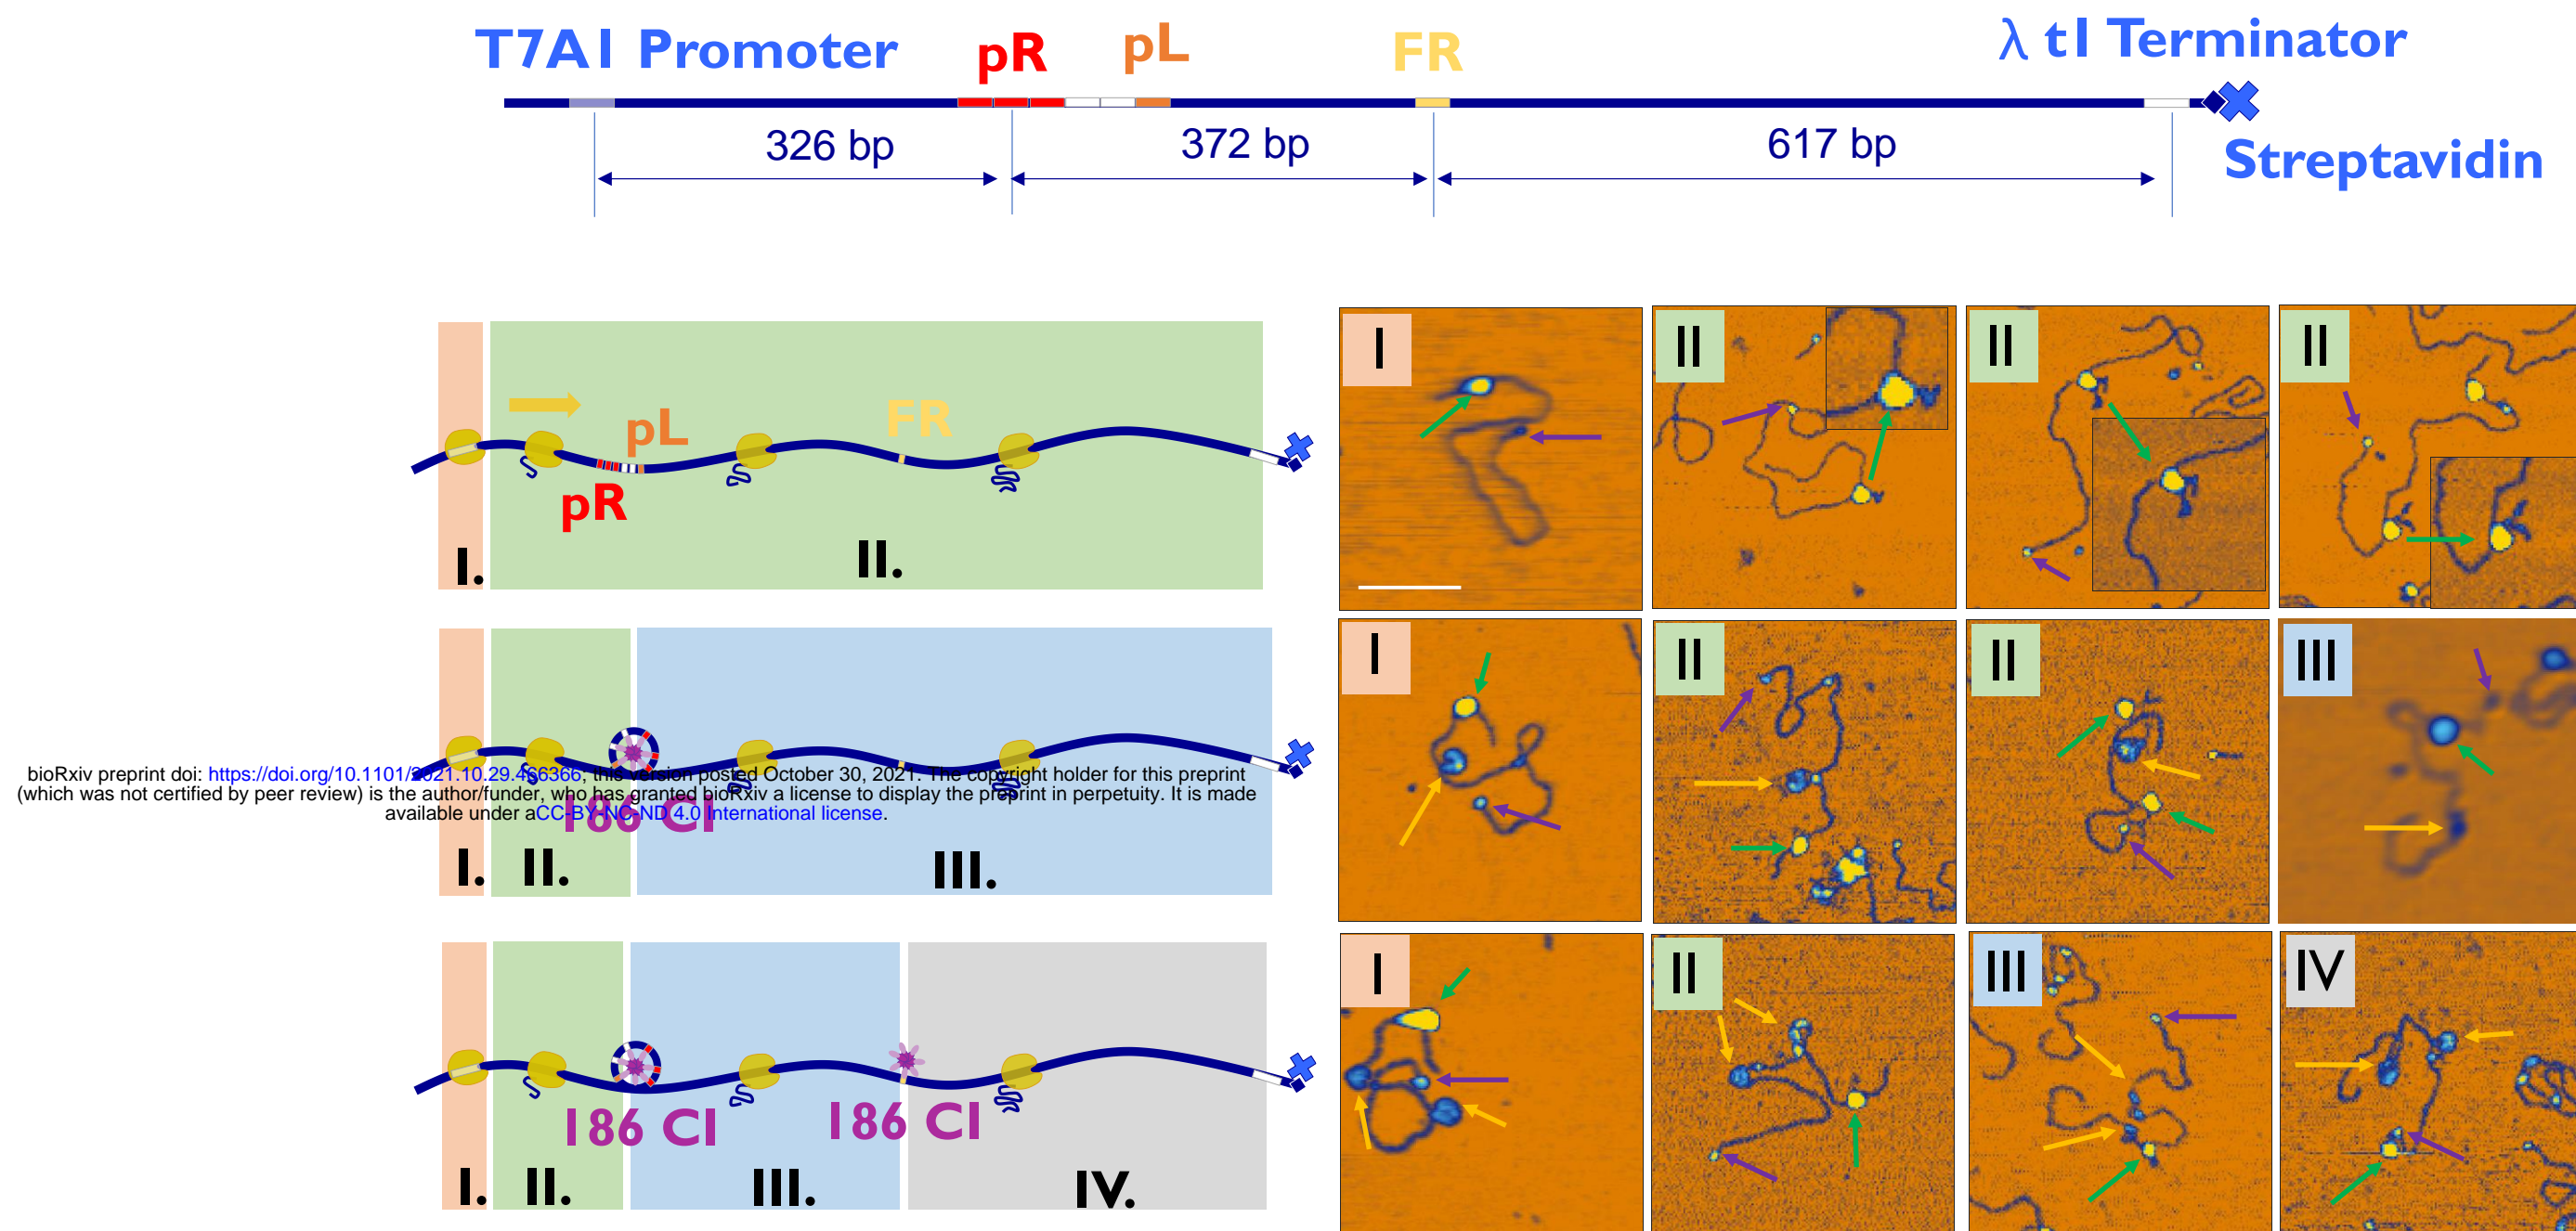 T7A1 Promoter pR pL FR λ t1 Terminator
326 bp 372 bp 617 bp
Streptavidin
I II II II
pL FR
pR
I. II.
I II II III
bioRxiv preprint doi: https://doi.org/10.1101/2021.10.29.466366; this version posted October 30, 2021. The copyright holder for this preprint
(which was not certified by peer review) is the author/funder, who has granted bioRxiv a license to display the preprint in perpetuity. It is made
available under aCC-BY-NC-ND 4.0 International license.
186 CI
I. II. III.
I II III IV
186 CI 186 CI
I. II. III. IV.